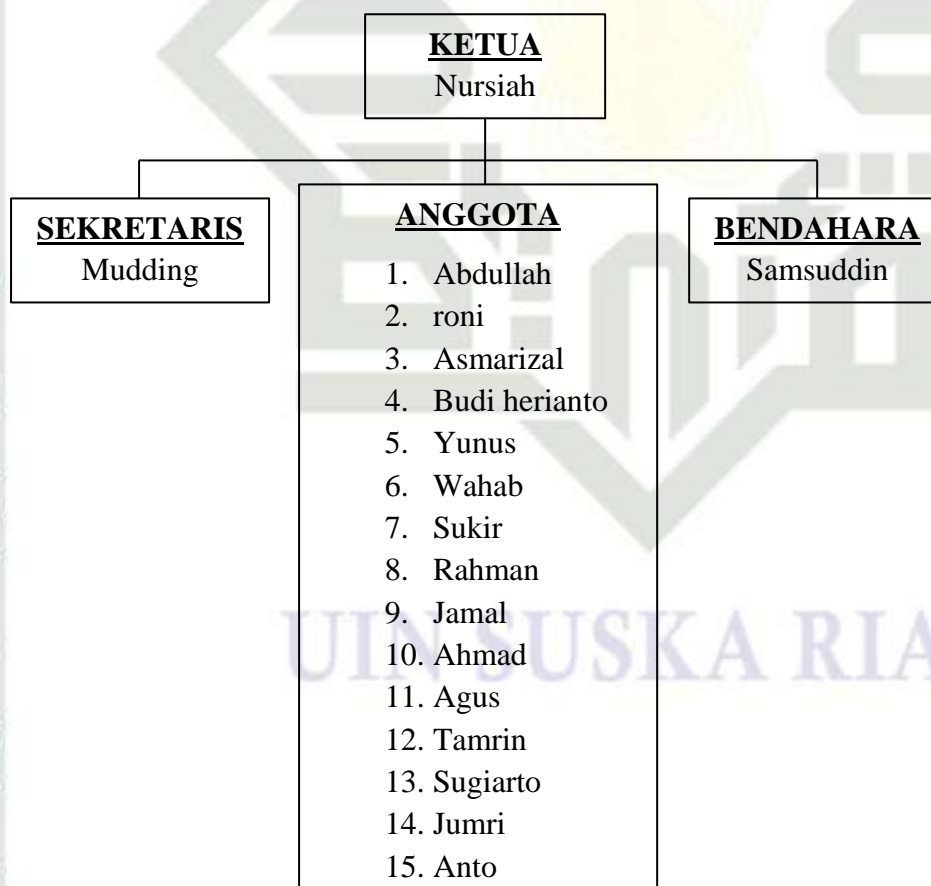 KETUA
Nursiah
SEKRETARIS
Mudding
ANGGOTA
1. Abdullah
2. roni
3. Asmarizal
4. Budi herianto
5. Yunus
6. Wahab
7. Sukir
8. Rahman
9. Jamal
10. Ahmad
11. Agus
12. Tamrin
13. Sugiarto
14. Jumri
15. Anto
BENDAHARA
Samsuddin
UIN SUSKA RIA